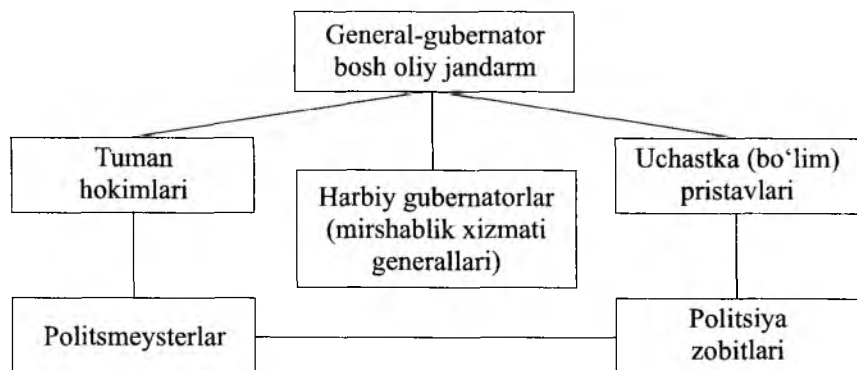 General-gubernator
bosh oliy jandarm
Tuman
hokimlari
Harbiy gubernatorlar
(mirshablik xizmati
generallari)
Uchastka (bo‘lim)
pristavlari
Politsmeysterlar
Politsiya
zobitlari